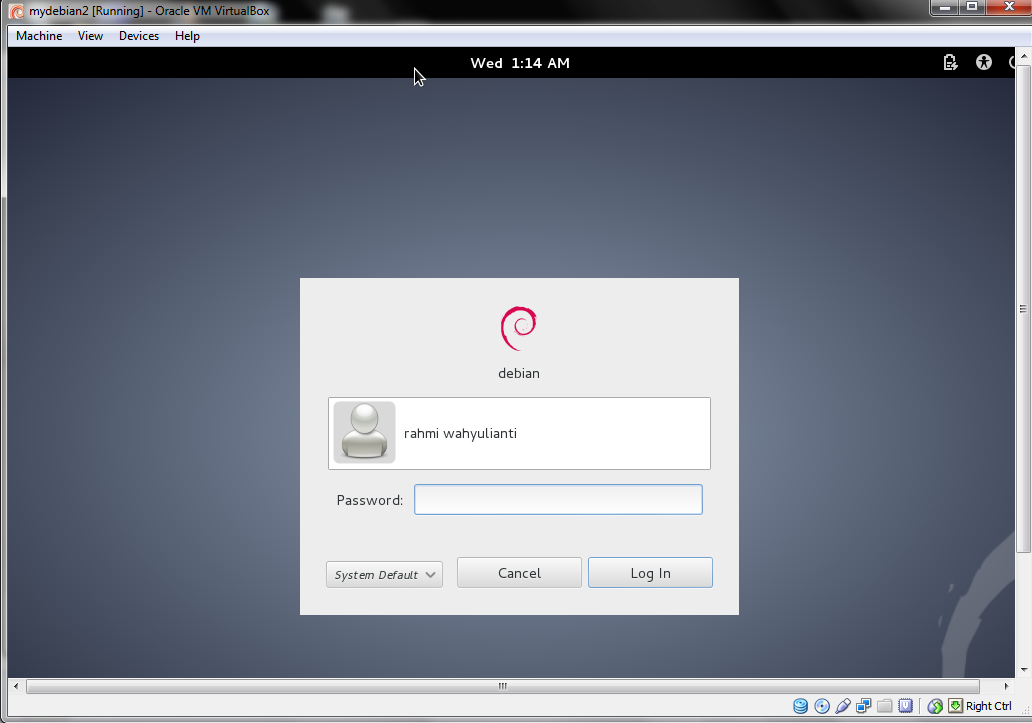 mydebian2 [Running] - Oracle VM VirtualBox
Machine View Devices Help
Wed 1:14 AM
debian
rahmi wahyulianti
Password:
System Default Cancel Log In
Right Ctrl